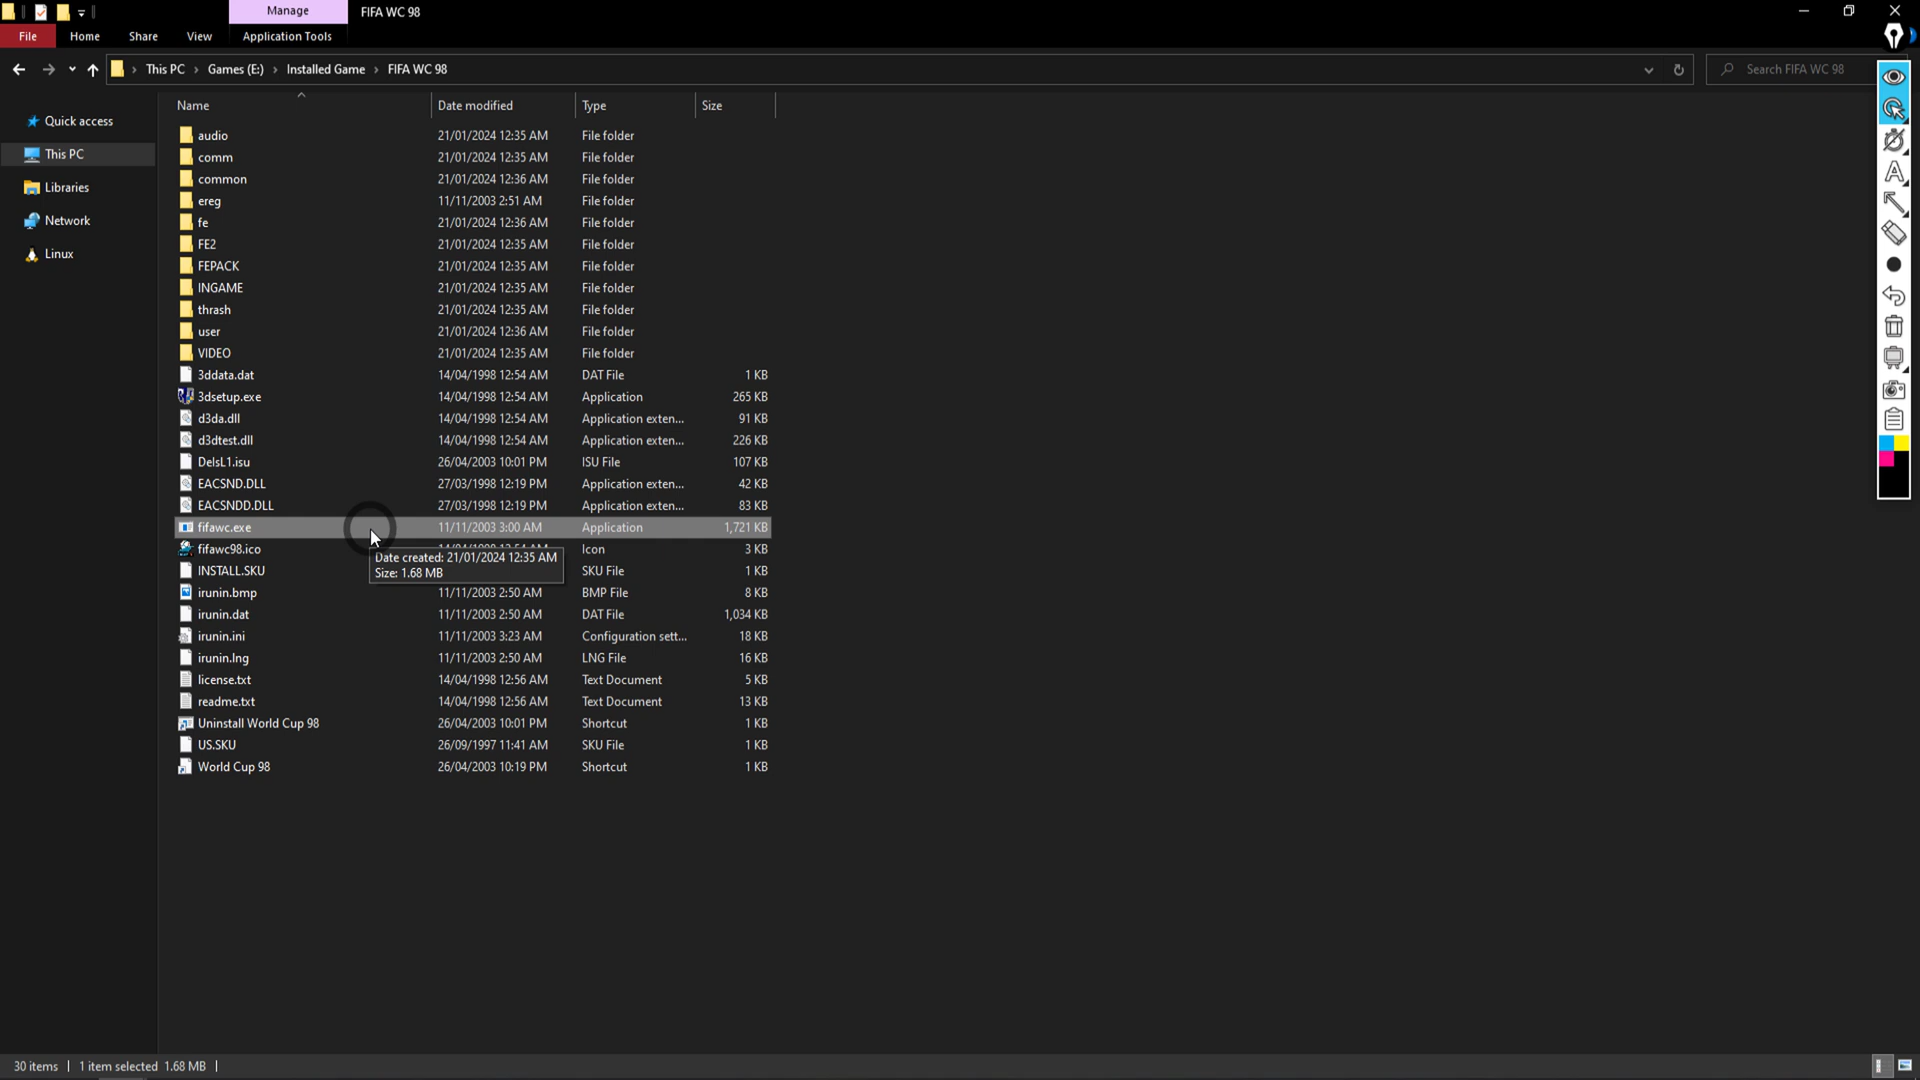 Manage FIFA WC 98
File Home Share View Application Tools
This PC Games (E:) Installed Game FIFA WC 98 Search FIFA WC 98
Name Date modified Type Size
Quick access
This PC
Libraries
Network
Linux
audio 21/01/2024 12:35 AM File folder
comm 21/01/2024 12:35 AM File folder
common 21/01/2024 12:36 AM File folder
ereg 11/11/2003 2:51 AM File folder
fe 21/01/2024 12:36 AM File folder
FE2 21/01/2024 12:35 AM File folder
FEPACK 21/01/2024 12:35 AM File folder
INGAME 21/01/2024 12:35 AM File folder
thrash 21/01/2024 12:35 AM File folder
user 21/01/2024 12:36 AM File folder
VIDEO 21/01/2024 12:35 AM File folder
3ddata.dat 14/04/1998 12:54 AM DAT File 1 KB
3dsetup.exe 14/04/1998 12:54 AM Application 265 KB
d3da.dll 14/04/1998 12:54 AM Application exten... 91 KB
d3dtest.dll 14/04/1998 12:54 AM Application exten... 226 KB
DelsL1.isu 26/04/2003 10:01 PM ISU File 107 KB
EACSND.DLL 27/03/1998 12:19 PM Application exten... 42 KB
EACSNDD.DLL 27/03/1998 12:19 PM Application exten... 83 KB
fifawc.exe 11/11/2003 3:00 AM Application 1,721 KB
fifawc98.ico Icon 3 KB
Date created: 21/01/2024 12:35 AM
Size: 1.68 MB
INSTALL.SKU SKU File 1 KB
irunin.bmp 11/11/2003 2:50 AM BMP File 8 KB
irunin.dat 11/11/2003 2:50 AM DAT File 1,034 KB
irunin.ini 11/11/2003 3:23 AM Configuration sett... 18 KB
irunin.lng 11/11/2003 2:50 AM LNG File 16 KB
license.txt 14/04/1998 12:56 AM Text Document 5 KB
readme.txt 14/04/1998 12:56 AM Text Document 13 KB
Uninstall World Cup 98 26/04/2003 10:01 PM Shortcut 1 KB
US.SKU 26/09/1997 11:41 AM SKU File 1 KB
World Cup 98 26/04/2003 10:19 PM Shortcut 1 KB
30 items 1 item selected 1.68 MB